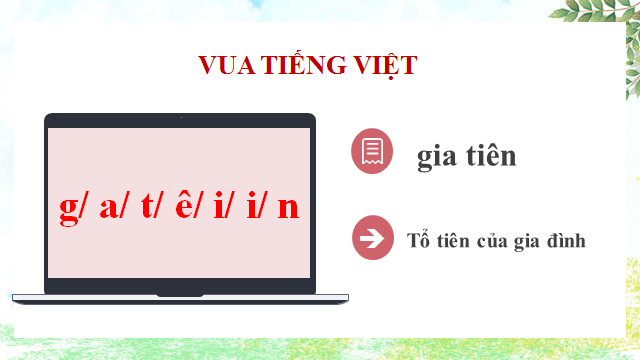 VUA TIẾNG VIỆT
g/ a/ t/ ê/ i/ i/ n
gia tiên
Tổ tiên của gia đình